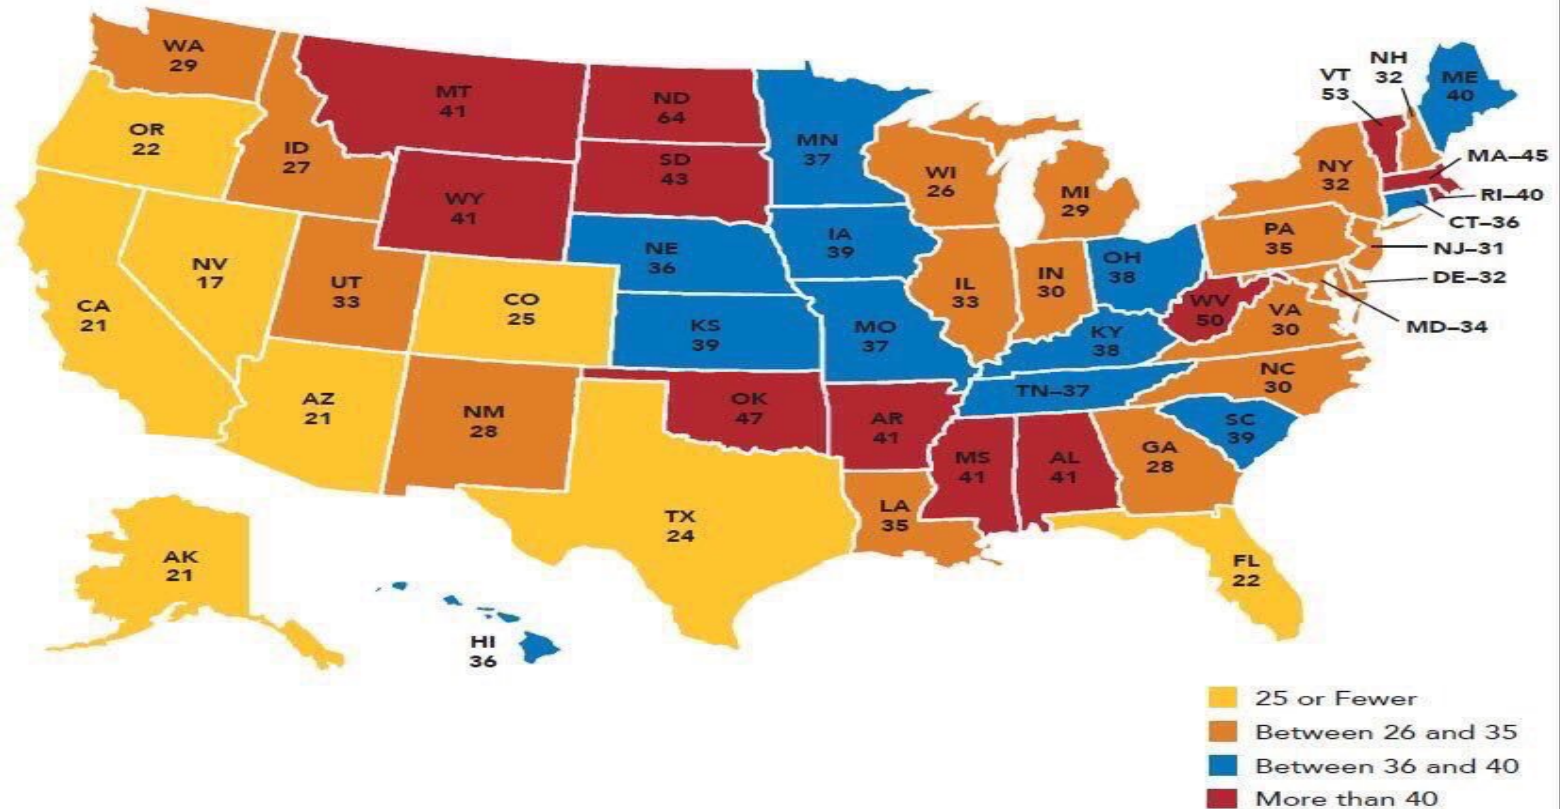 WA
29
OR
22
ID
27
MT
41
ND
64
SD
43
WY
41
MN
37
WI
26
MI
29
NY
32
VT
53
NH
32
ME
40
MA–45
RI–40
CT–36
NJ–31
DE–32
MD–34
PA
35
CA
21
NV
17
UT
33
CO
25
NE
36
IA
39
IL
33
IN
30
OH
38
WV
50
VA
30
KS
39
MO
37
KY
38
TN–37
NC
30
SC
39
AZ
21
NM
28
OK
47
AR
41
MS
41
AL
41
GA
28
LA
35
TX
24
FL
22
AK
21
HI
36
25 or Fewer
Between 26 and 35
Between 36 and 40
More than 40